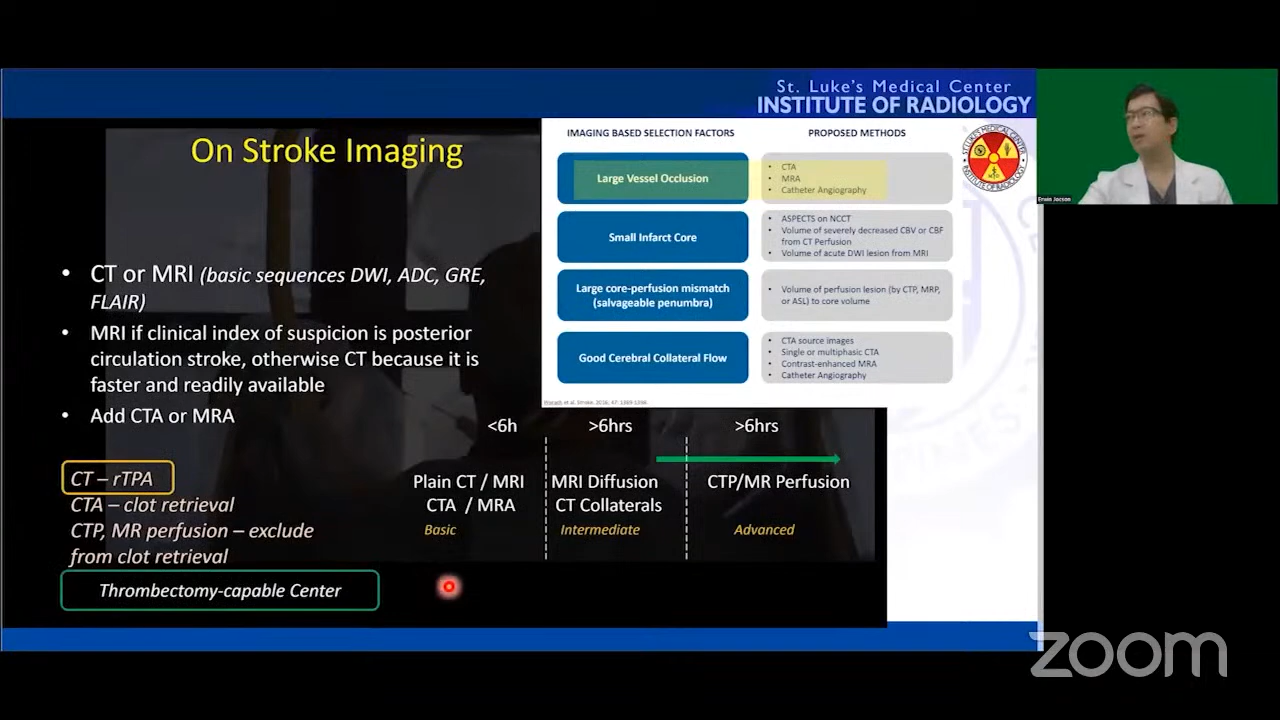 St. Luke's Medical Center
INSTITUTE OF RADIOLOGY
On Stroke Imaging
• CT or MRI (basic sequences DWI, ADC, GRE,
FLAIR)
• MRI if clinical index of suspicion is posterior
circulation stroke, otherwise CT because it is
faster and readily available
• Add CTA or MRA
CT – rTPA
CTA – clot retrieval
CTP, MR perfusion – exclude
from clot retrieval
Thrombectomy-capable Center
IMAGING BASED SELECTION FACTORS
PROPOSED METHODS
Large Vessel Occlusion
• CTA
• MRA
• Catheter Angiography
Small Infarct Core
• ASPECTS on NCCT
• Volume of severely decreased CBV or CBF
from CT Perfusion
• Volume of acute DWI lesion from MRI
Large core-perfusion mismatch
(salvageable penumbra)
• Volume of perfusion lesion (by CTP, MRP,
or ASL) to core volume
Good Cerebral Collateral Flow
• CTA source images
• Single or multiphasic CTA
• Contrast-enhanced MRA
• Catheter Angiography
<6h
>6hrs
>6hrs
Plain CT / MRI
CTA / MRA
Basic
MRI Diffusion
CT Collaterals
Intermediate
CTP/MR Perfusion
Advanced
Erwin Jocson
zoom